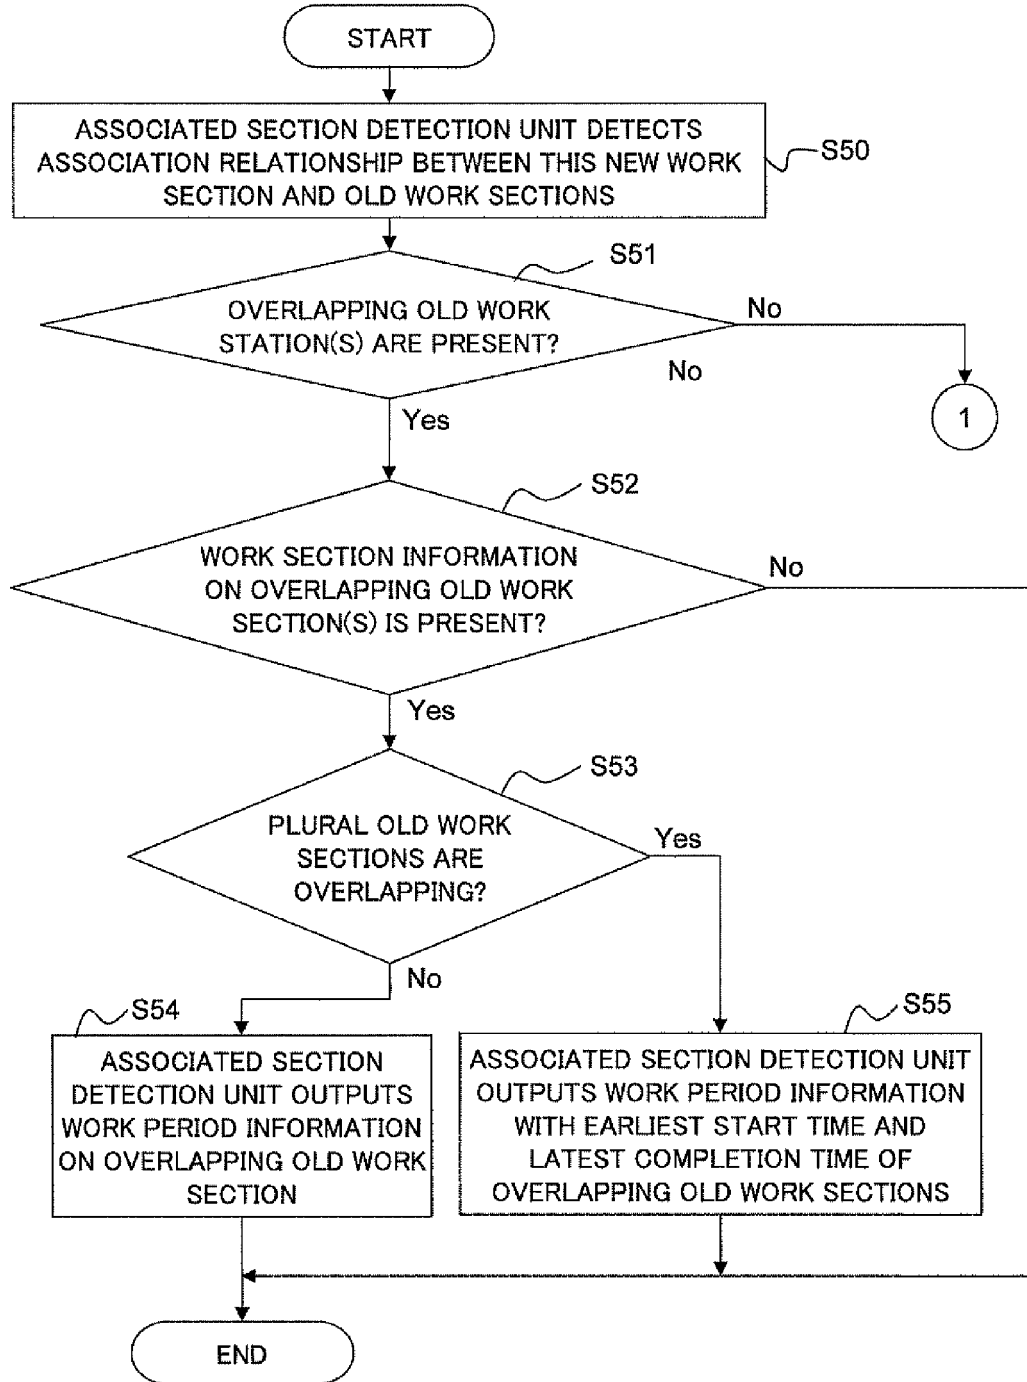 START
ASSOCIATED SECTION DETECTION UNIT DETECTS
ASSOCIATION RELATIONSHIP BETWEEN THIS NEW WORK
SECTION AND OLD WORK SECTIONS
S50
S51
OVERLAPPING OLD WORK
STATION(S) ARE PRESENT?
No
No
1
Yes
S52
WORK SECTION INFORMATION
ON OVERLAPPING OLD WORK
SECTION(S) IS PRESENT?
No
Yes
S53
PLURAL OLD WORK
SECTIONS ARE
OVERLAPPING?
Yes
No
S54
ASSOCIATED SECTION
DETECTION UNIT OUTPUTS
WORK PERIOD INFORMATION
ON OVERLAPPING OLD WORK
SECTION
S55
ASSOCIATED SECTION DETECTION UNIT
OUTPUTS WORK PERIOD INFORMATION
WITH EARLIEST START TIME AND
LATEST COMPLETION TIME OF
OVERLAPPING OLD WORK SECTIONS
END